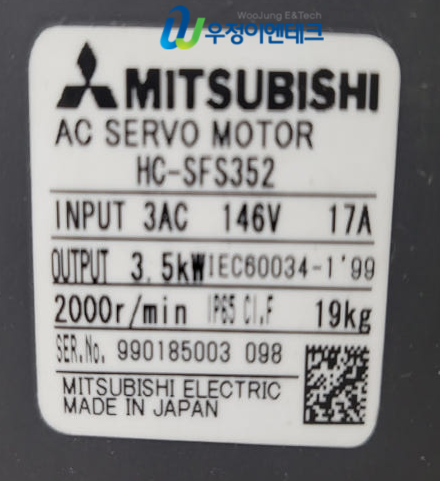 WooJung E&Tech
우정이엔테크
MITSUBISHI
AC SERVO MOTOR
HC-SFS352
INPUT 3AC 146V 17A
OUTPUT 3.5kW IEC60034-1'99
2000r/min IP65 Cl.F 19kg
SER.No. 990185003 098
MITSUBISHI ELECTRIC
MADE IN JAPAN